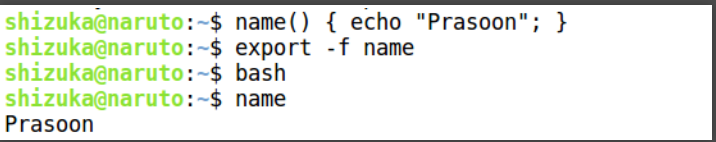 shizuka@naruto:~$ name() { echo "Prasoon"; }
shizuka@naruto:~$ export -f name
shizuka@naruto:~$ bash
shizuka@naruto:~$ name
Prasoon